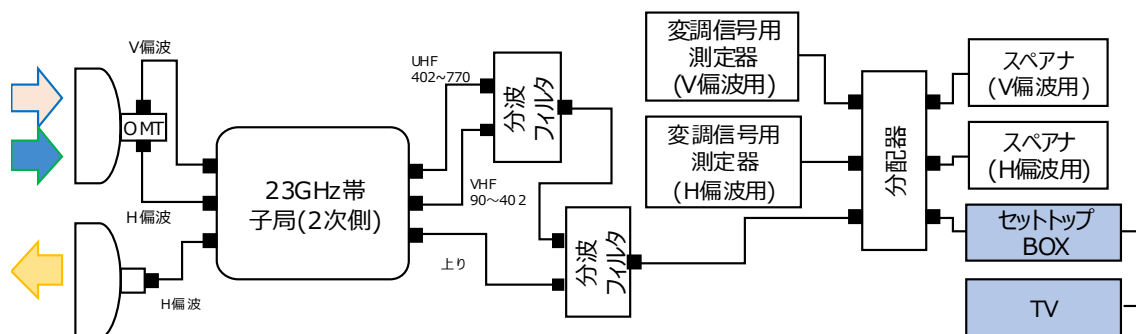 V偏波
OMT
H偏波
H偏波
23GHz帯
子局(2次側)
UHF
402~770
VHF
90～402
上り
分波
フィルタ
分波
フィルタ
変調信号用
測定器
(V偏波用)
変調信号用
測定器
(H偏波用)
分配器
スペアナ
(V偏波用)
スペアナ
(H偏波用)
セットトップ
BOX
TV